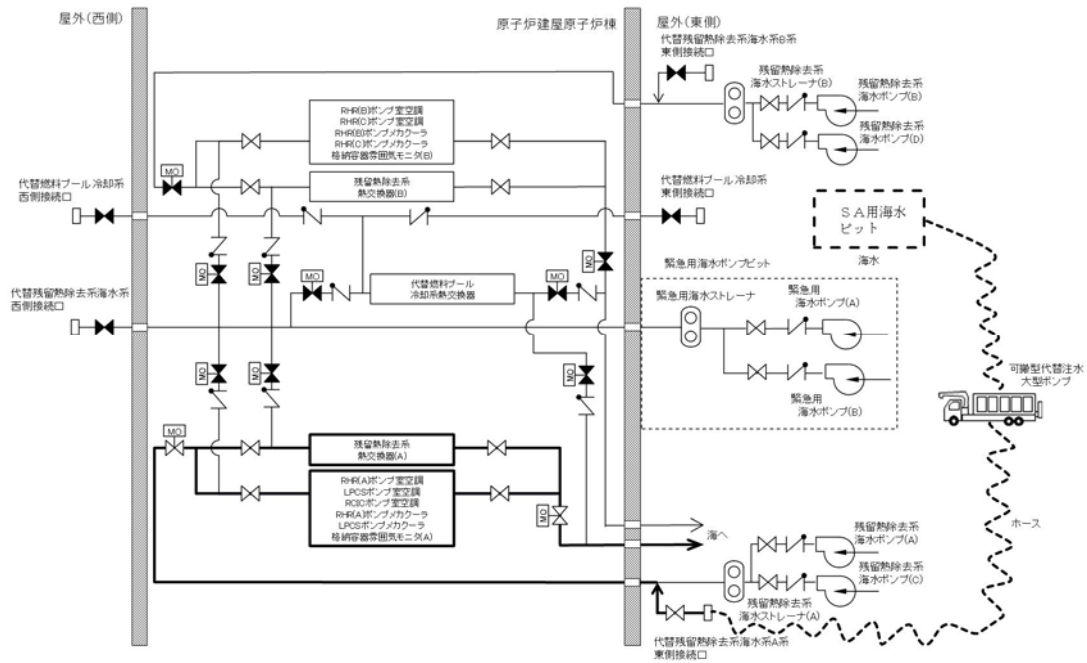 屋外(西側)
原子炉建屋原子炉棟
屋外(東側)
代替残留熱除去系海水系B系
東側接続口
残留熱除去系
海水ストレーナ(B)
残留熱除去系
海水ポンプ(B)
残留熱除去系
海水ポンプ(D)
RHR(B)ポンプ室空調
RHR(C)ポンプ室空調
RHR(B)ポンプメカクーラ
RHR(C)ポンプメカクーラ
格納容器雰囲気モニタ(B)
MO
残留熱除去系
熱交換器(B)
代替燃料プール冷却系
西側接続口
代替燃料プール冷却系
東側接続口
SA用海水
ピット
海水
MO
MO
MO
MO
MO
代替燃料プール
冷却系熱交換器
緊急用海水ポンプピット
緊急用海水ストレーナ
緊急用
海水ポンプ(A)
代替残留熱除去系海水系
西側接続口
MO
MO
MO
緊急用
海水ポンプ(B)
可搬型代替注水
大型ポンプ
MO
残留熱除去系
熱交換器(A)
RHR(A)ポンプ室空調
LPCSポンプ室空調
RCICポンプ室空調
RHR(A)ポンプメカクーラ
LPCSポンプメカクーラ
格納容器雰囲気モニタ(A)
MO
海へ
ホース
残留熱除去系
海水ポンプ(A)
残留熱除去系
海水ポンプ(C)
残留熱除去系
海水ストレーナ(A)
代替残留熱除去系海水系A系
東側接続口